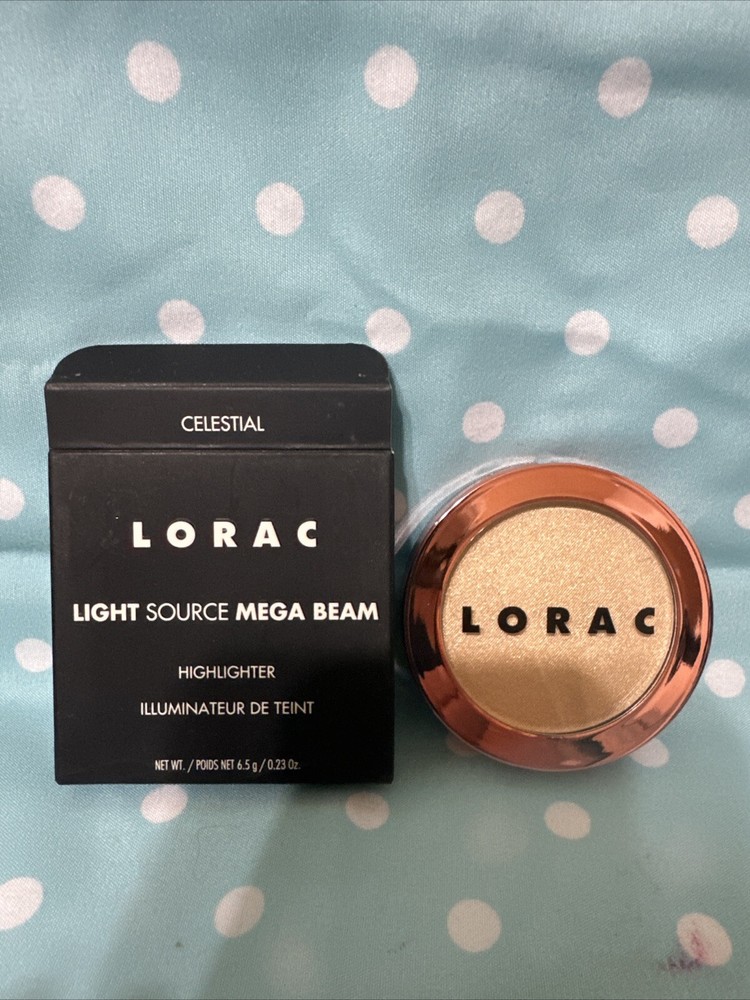 CELESTIAL
LORAC
LIGHT SOURCE MEGA BEAM
HIGHLIGHTER
ILLUMINATEUR DE TEINT
NET WT. / POIDS NET 6.5 g / 0.23 Oz.
LORAC